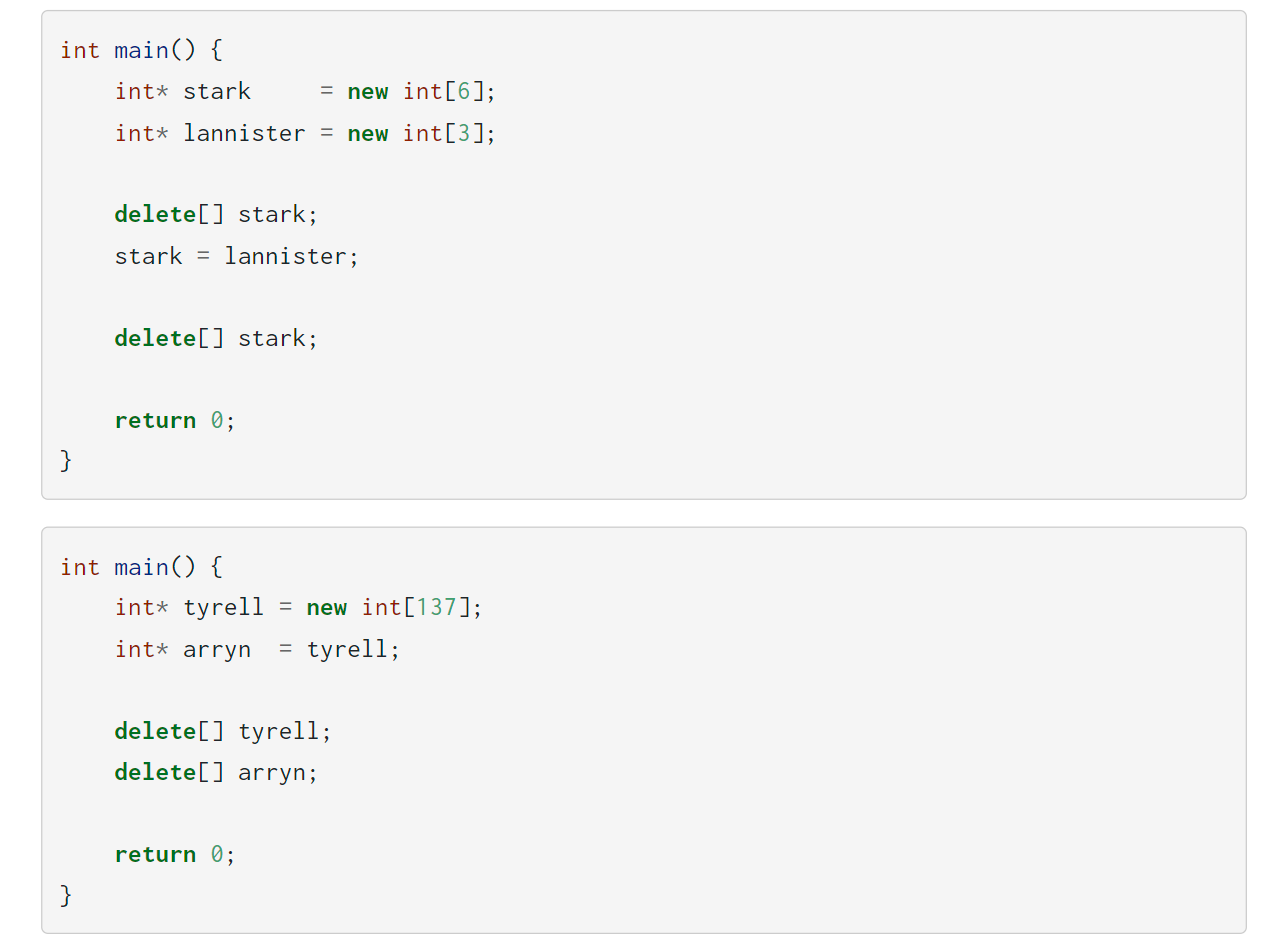 int main() {
    int* stark     = new int[6];
    int* lannister = new int[3];

    delete[] stark;
    stark = lannister;

    delete[] stark;

    return 0;
}

int main() {
    int* tyrell = new int[137];
    int* arryn  = tyrell;

    delete[] tyrell;
    delete[] arryn;

    return 0;
}